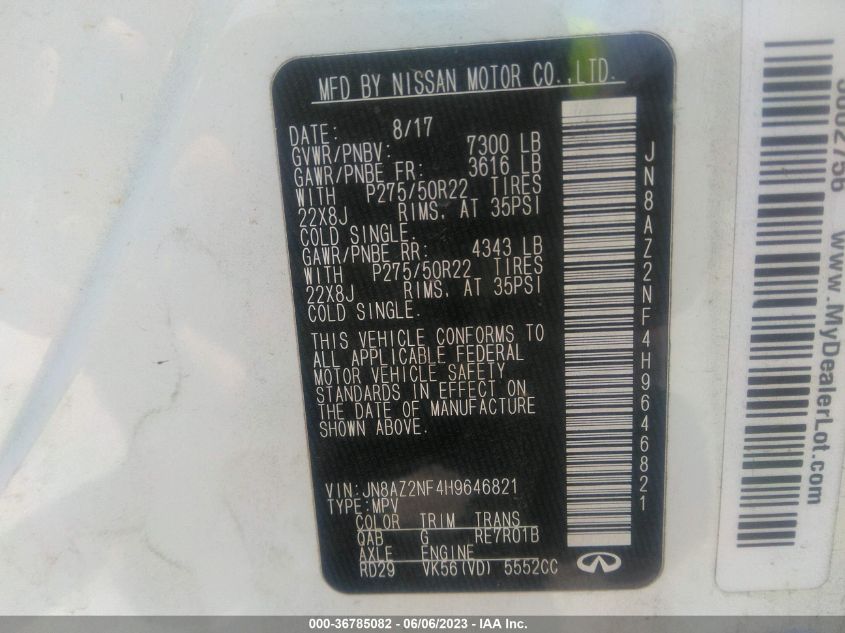 MFD BY NISSAN MOTOR CO.,LTD.
DATE: 8/17
GVWR/PNBV: 7300 LB
GAWR/PNBE FR: 3616 LB
WITH P275/50R22 TIRES
22X8J RIMS, AT 35PSI
COLD SINGLE.
GAWR/PNBE RR: 4343 LB
WITH P275/50R22 TIRES
22X8J RIMS, AT 35PSI
COLD SINGLE.
THIS VEHICLE CONFORMS TO
ALL APPLICABLE FEDERAL
MOTOR VEHICLE SAFETY
STANDARDS IN EFFECT ON
THE DATE OF MANUFACTURE
SHOWN ABOVE.
VIN: JN8AZ2NF4H9646821
TYPE: MPV
COLOR TRIM TRANS
QAB G RE7R01B
AXLE ENGINE
RD29 VK56(VD) 5552CC
JN8AZ2NF4H9646821
www.MyDealerLot.com
000-36785082 - 06/06/2023 - IAA Inc.